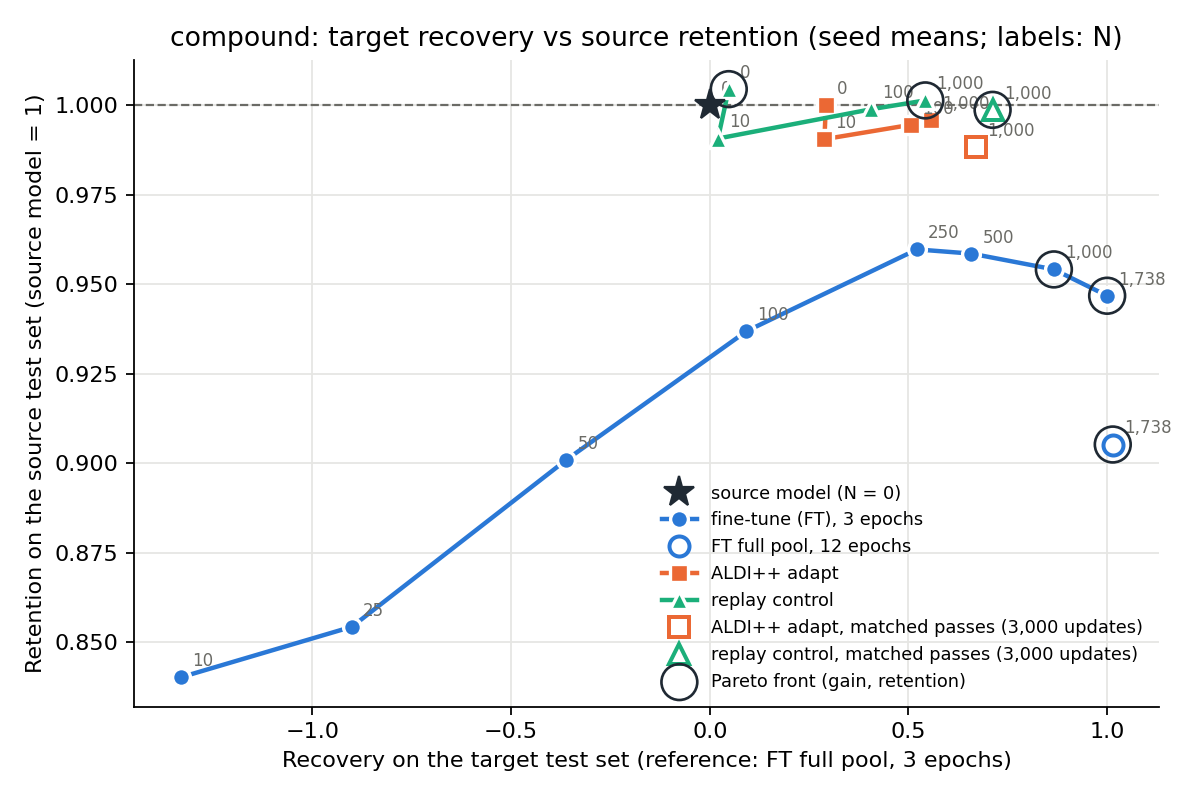 compound: target recovery vs source retention (seed means; labels: N)
Retention on the source test set (source model = 1)
1.000
0.975
0.950
0.925
0.900
0.875
0.850
0
0
0
1,000
100
1,000
1,000
10
10
1,000
250
500
1,000
1,738
100
50
1,738
25
10
source model (N = 0)
fine-tune (FT), 3 epochs
FT full pool, 12 epochs
ALDI++ adapt
replay control
ALDI++ adapt, matched passes (3,000 updates)
replay control, matched passes (3,000 updates)
Pareto front (gain, retention)
−1.0
−0.5
0.0
0.5
1.0
Recovery on the target test set (reference: FT full pool, 3 epochs)